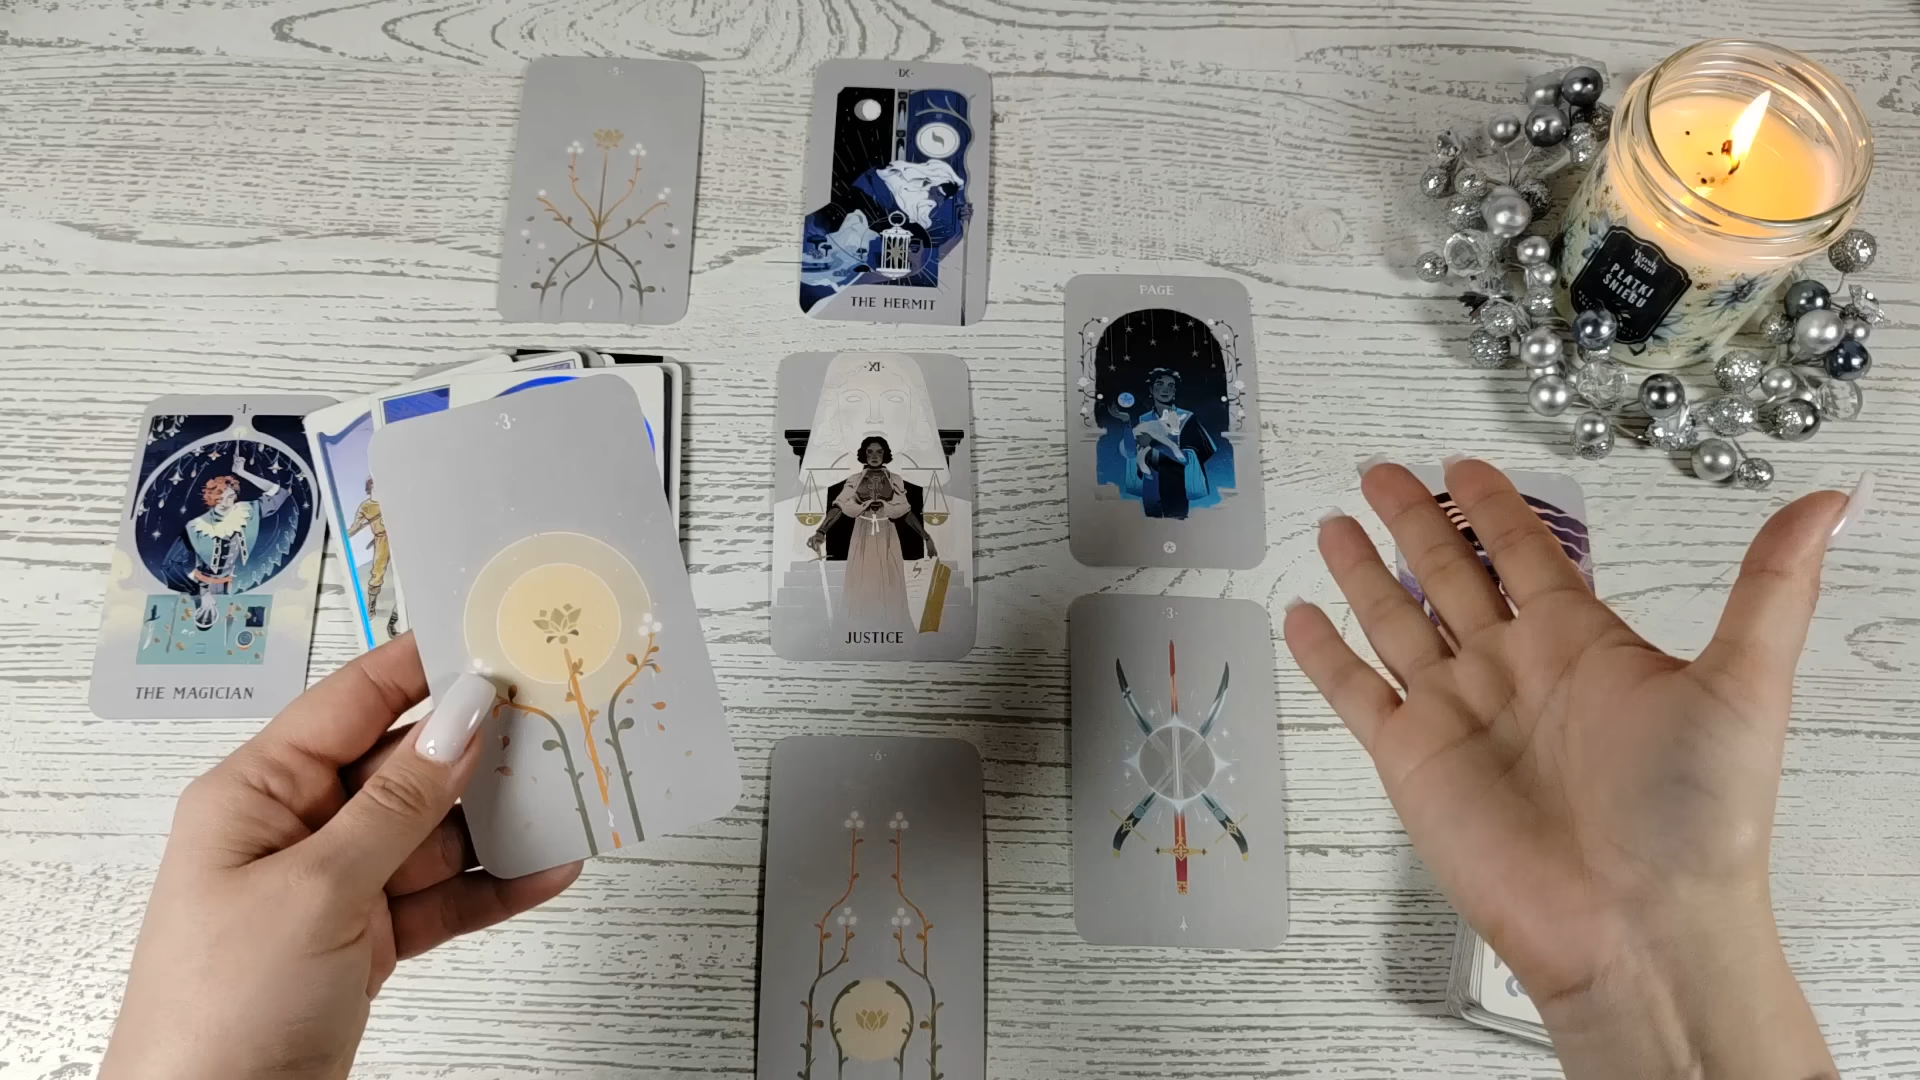 ·5·
IX
THE HERMIT
PAGE
PŁATKI
ŚNIEGU
·I·
THE MAGICIAN
·3·
·XI·
JUSTICE
·3·
·6·